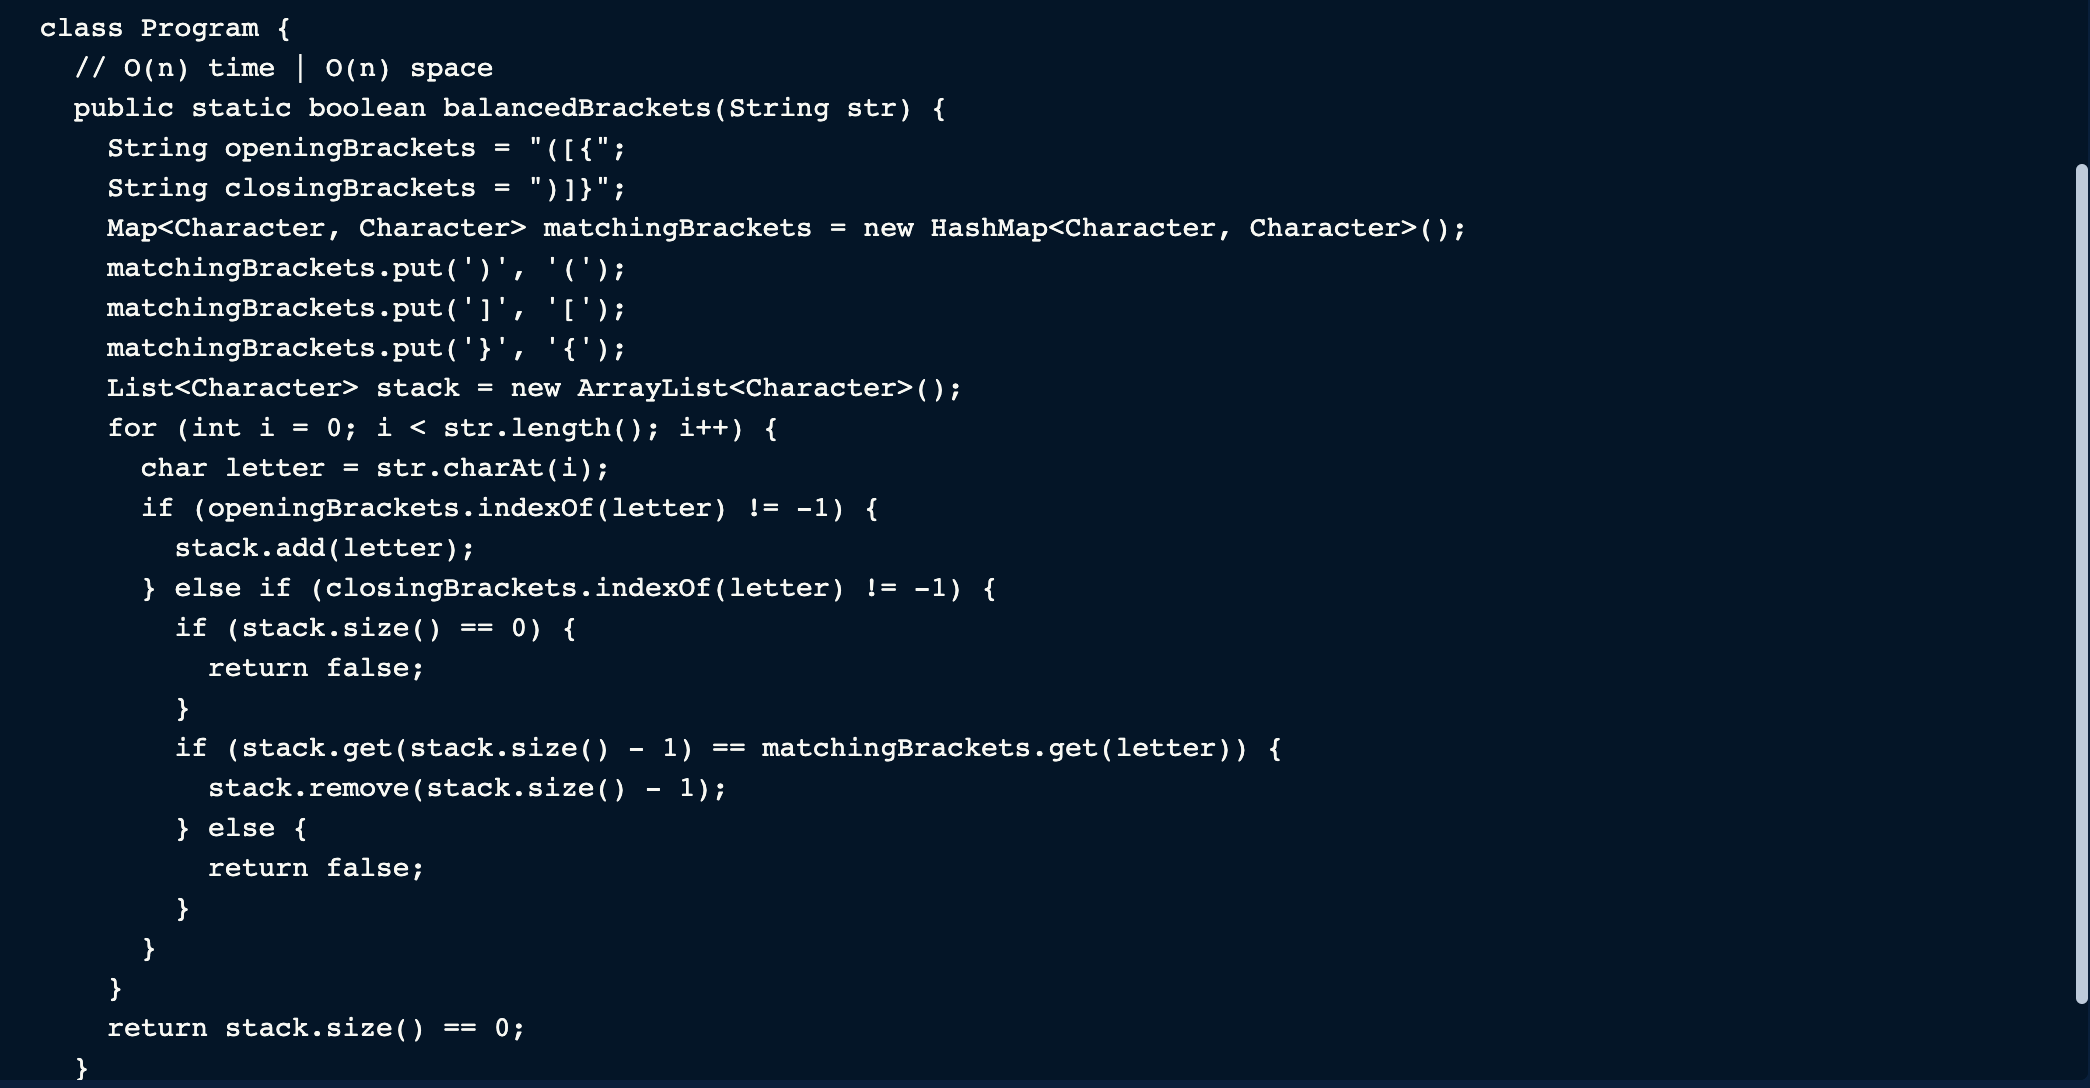 class Program {
  // O(n) time | O(n) space
  public static boolean balancedBrackets(String str) {
    String openingBrackets = "([{";
    String closingBrackets = ")]}";
    Map<Character, Character> matchingBrackets = new HashMap<Character, Character>();
    matchingBrackets.put(')', '(');
    matchingBrackets.put(']', '[');
    matchingBrackets.put('}', '{');
    List<Character> stack = new ArrayList<Character>();
    for (int i = 0; i < str.length(); i++) {
      char letter = str.charAt(i);
      if (openingBrackets.indexOf(letter) != -1) {
        stack.add(letter);
      } else if (closingBrackets.indexOf(letter) != -1) {
        if (stack.size() == 0) {
          return false;
        }
        if (stack.get(stack.size() - 1) == matchingBrackets.get(letter)) {
          stack.remove(stack.size() - 1);
        } else {
          return false;
        }
      }
    }
    return stack.size() == 0;
  }